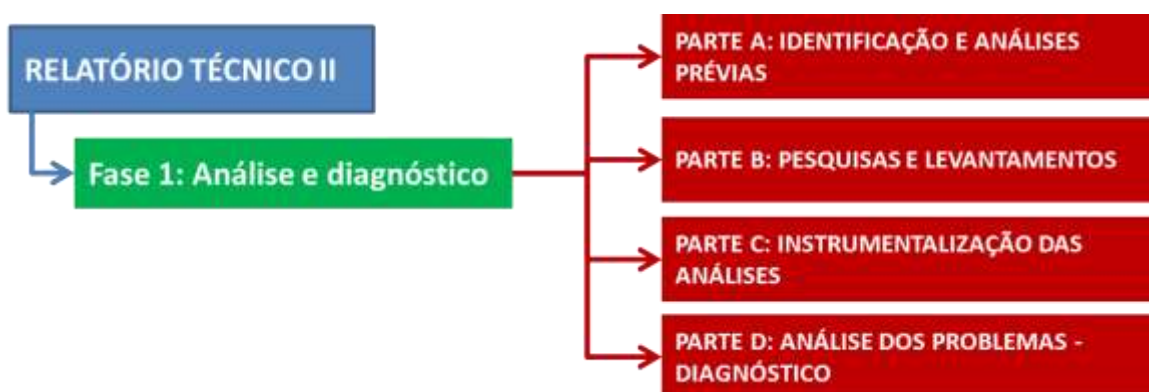 RELATÓRIO TÉCNICO II
Fase 1: Análise e diagnóstico
PARTE A: IDENTIFICAÇÃO E ANÁLISES
PRÉVIAS
PARTE B: PESQUISAS E LEVANTAMENTOS
PARTE C: INSTRUMENTALIZAÇÃO DAS
ANÁLISES
PARTE D: ANÁLISE DOS PROBLEMAS -
DIAGNÓSTICO